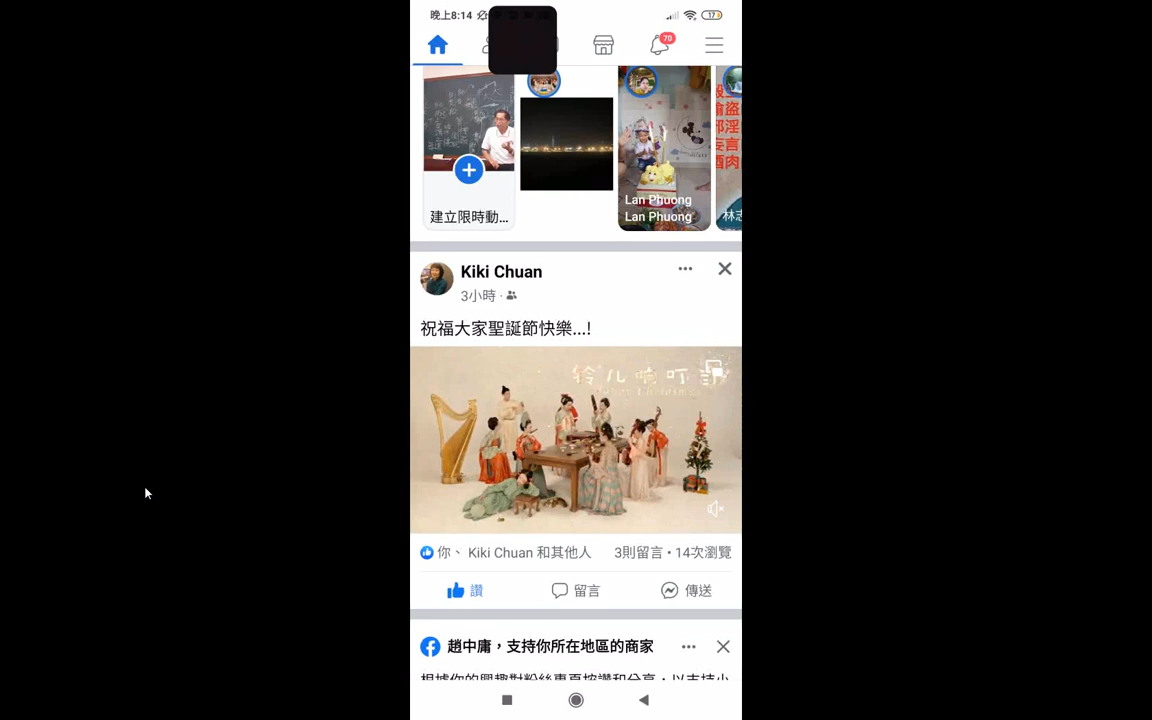 晚上8:14
17
70
建立限時動...
Lan Phuong
Lan Phuong
林志
Kiki Chuan
3小時
祝福大家聖誕節快樂...!
你、 Kiki Chuan 和其他人
3則留言 • 14次瀏覽
讚
留言
傳送
趙中庸，支持你所在地區的商家